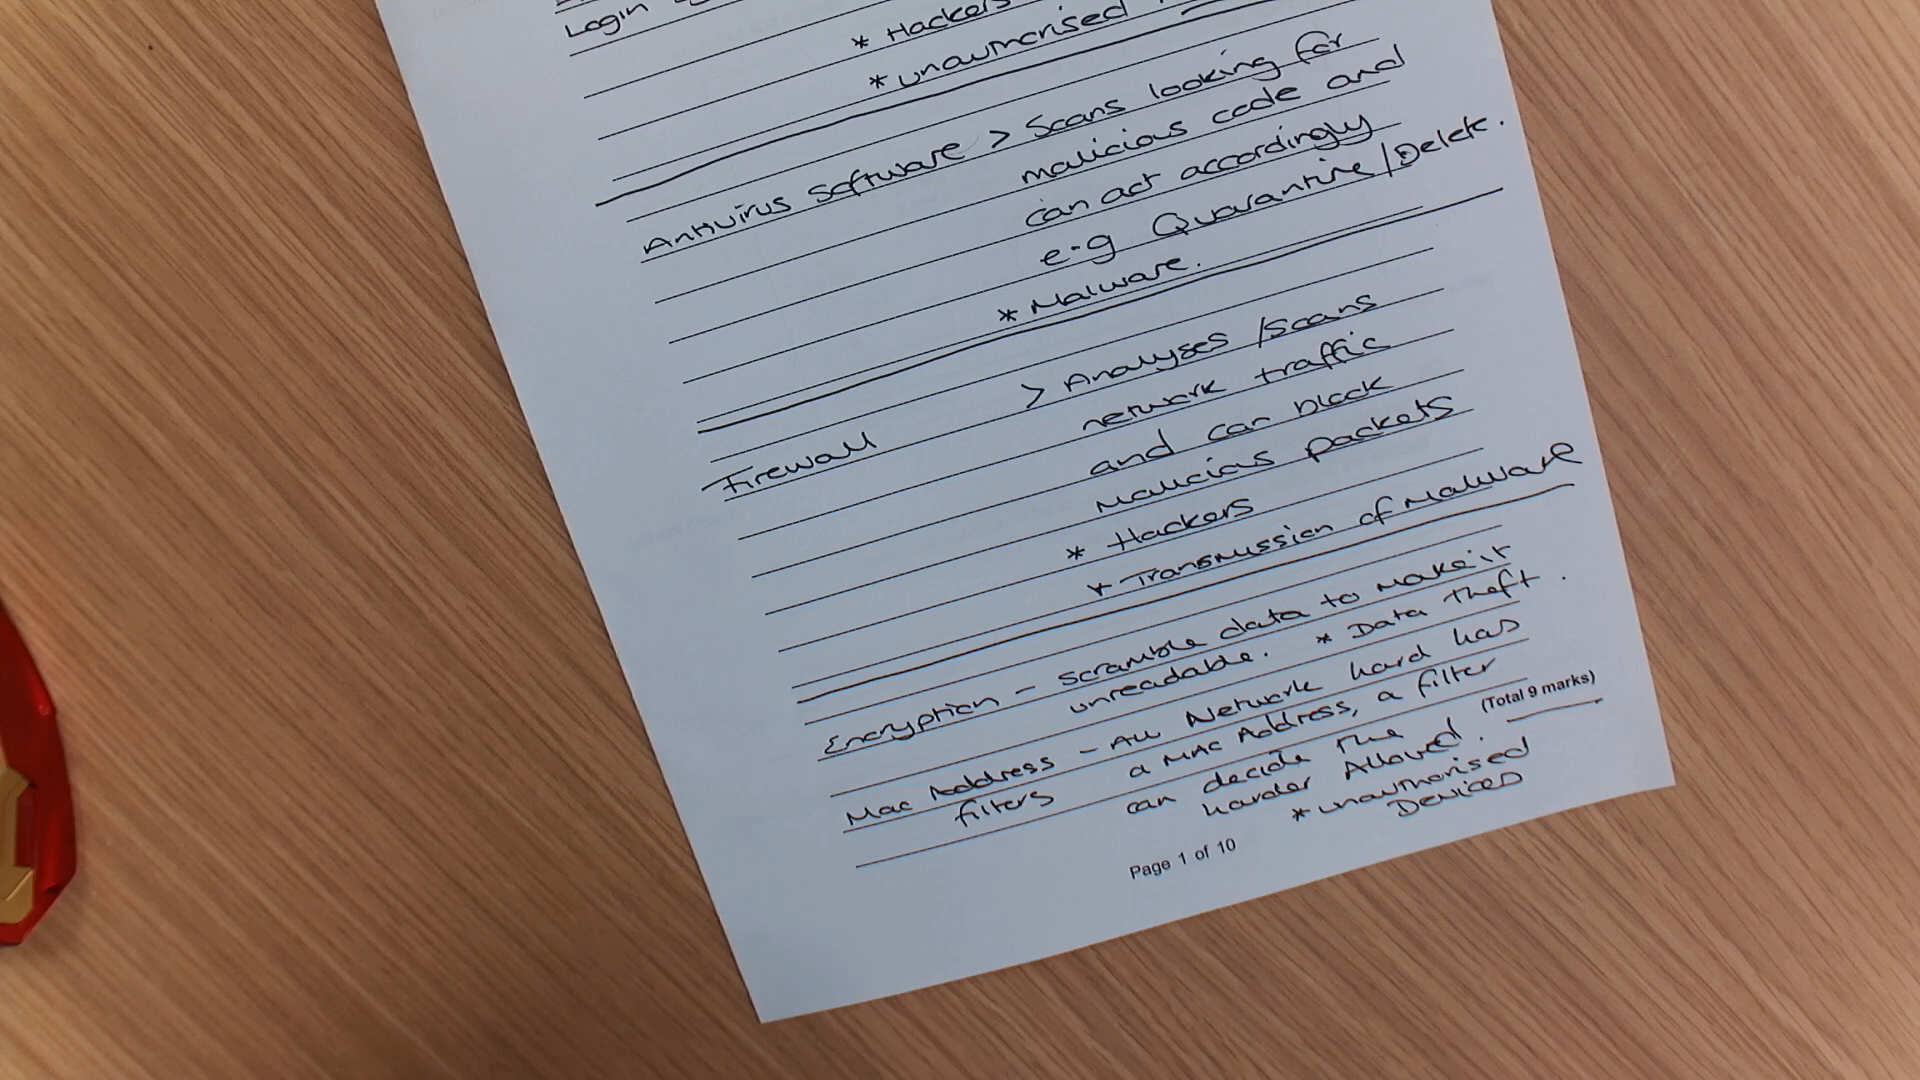 Login
* Hackers
* unauthorised
Antivirus Software > Scans looking for
malicious code and
can act accordingly
e.g Quarantine/Delete.
* Malware.
Firewall > Analyses/Scans
network traffic
and can block
Malicious packets
* Hackers
* Transmission of Malware
Encryption - Scramble data to make it
unreadable. * Data theft.
Mac Address - All Network hard has
filters a MAC Address, a filter
can decide the
(Total 9 marks)
harder Allowed.
* unauthorised
Devices
Page 1 of 10